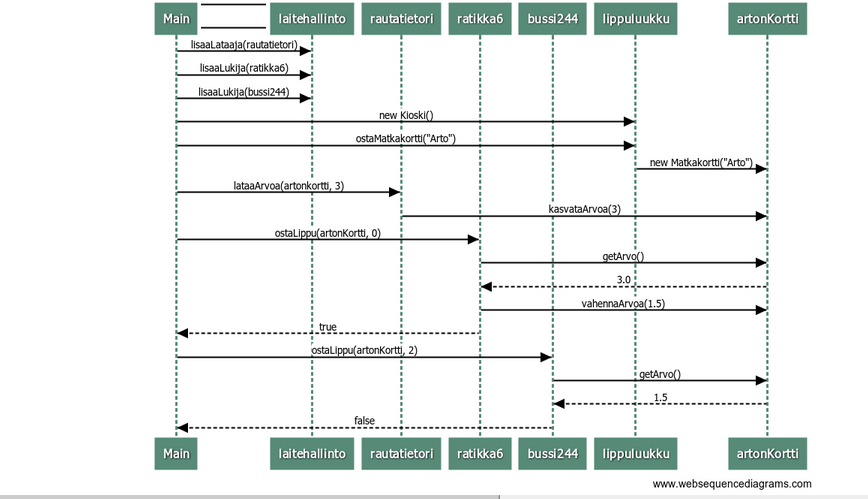 Main laitehallinto rautatietori ratikka6 bussi244 lippuluukku artonKortti
lisaaLataaja(rautatietori)
lisaaLukija(ratikka6)
lisaaLukija(bussi244)
new Kioski()
ostaMatkakortti("Arto")
new Matkakortti("Arto")
lataaArvoa(artonkortti, 3)
kasvataArvoa(3)
ostaLippu(artonKortti, 0)
getArvo()
3.0
vahennaArvoa(1.5)
true
ostaLippu(artonKortti, 2)
getArvo()
1.5
false
Main laitehallinto rautatietori ratikka6 bussi244 lippuluukku artonKortti
www.websequencediagrams.com